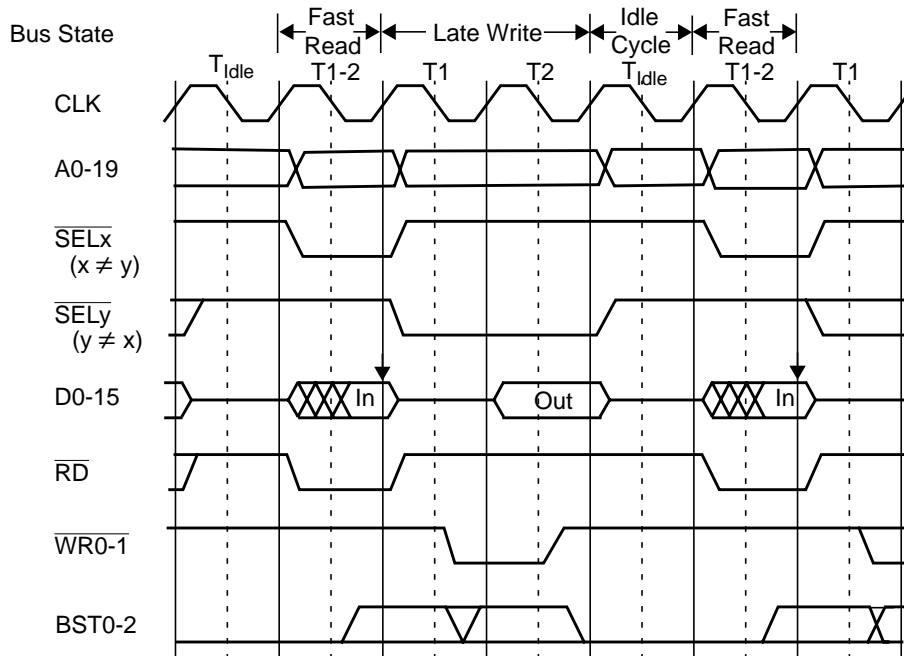 Bus State
Fast Read
Late Write
Idle Cycle
Fast Read
TIdle
T1-2
T1
T2
TIdle
T1-2
T1
CLK
A0-19
SELx
(x ≠ y)
SELy
(y ≠ x)
D0-15
In
Out
In
RD
WR0-1
BST0-2